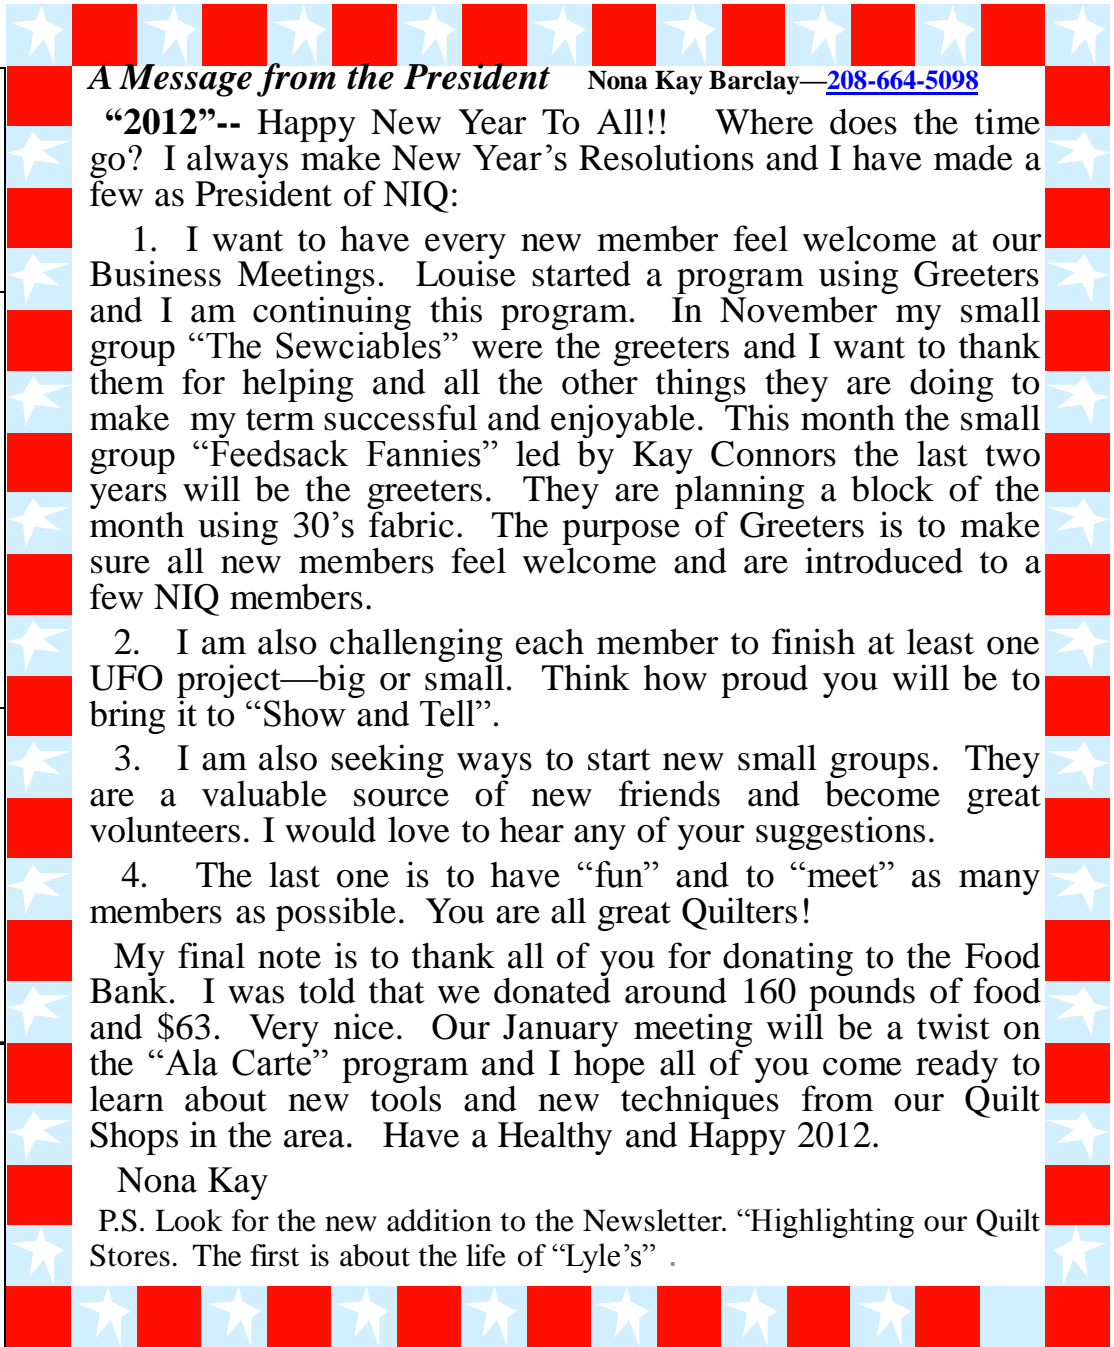 A Message from the President Nona Kay Barclay—208-664-5098
“2012”-- Happy New Year To All!! Where does the time
go? I always make New Year’s Resolutions and I have made a
few as President of NIQ:
1. I want to have every new member feel welcome at our
Business Meetings. Louise started a program using Greeters
and I am continuing this program. In November my small
group “The Sewciables” were the greeters and I want to thank
them for helping and all the other things they are doing to
make my term successful and enjoyable. This month the small
group “Feedsack Fannies” led by Kay Connors the last two
years will be the greeters. They are planning a block of the
month using 30’s fabric. The purpose of Greeters is to make
sure all new members feel welcome and are introduced to a
few NIQ members.
2. I am also challenging each member to finish at least one
UFO project—big or small. Think how proud you will be to
bring it to “Show and Tell”.
3. I am also seeking ways to start new small groups. They
are a valuable source of new friends and become great
volunteers. I would love to hear any of your suggestions.
4. The last one is to have “fun” and to “meet” as many
members as possible. You are all great Quilters!
My final note is to thank all of you for donating to the Food
Bank. I was told that we donated around 160 pounds of food
and $63. Very nice. Our January meeting will be a twist on
the “Ala Carte” program and I hope all of you come ready to
learn about new tools and new techniques from our Quilt
Shops in the area. Have a Healthy and Happy 2012.
Nona Kay
P.S. Look for the new addition to the Newsletter. “Highlighting our Quilt
Stores. The first is about the life of “Lyle’s” .